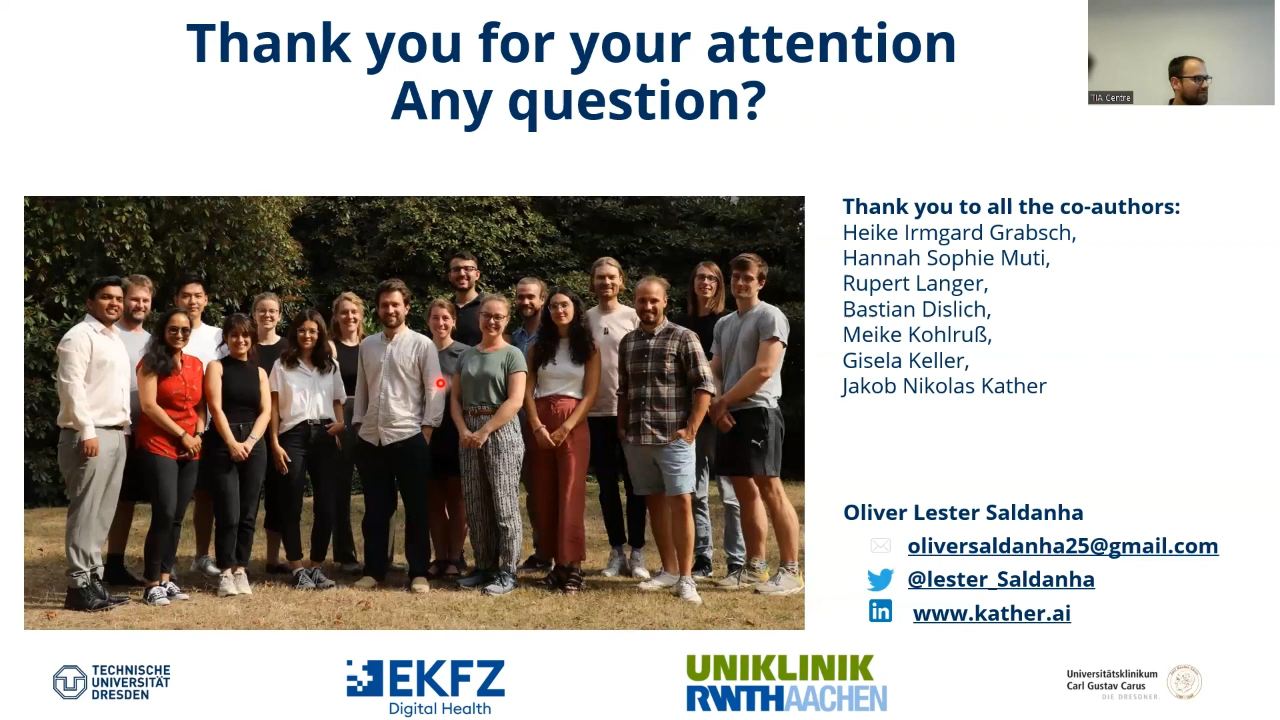 Thank you for your attention
Any question?
TIA Centre
Thank you to all the co-authors:
Heike Irmgard Grabsch,
Hannah Sophie Muti,
Rupert Langer,
Bastian Dislich,
Meike Kohlruß,
Gisela Keller,
Jakob Nikolas Kather
Oliver Lester Saldanha
oliversaldanha25@gmail.com
@lester_Saldanha
in www.kather.ai
TECHNISCHE
UNIVERSITÄT
DRESDEN
EKFZ
Digital Health
UNIKLINIK
RWTHAACHEN
Universitätsklinikum
Carl Gustav Carus
DIE DRESDNER.